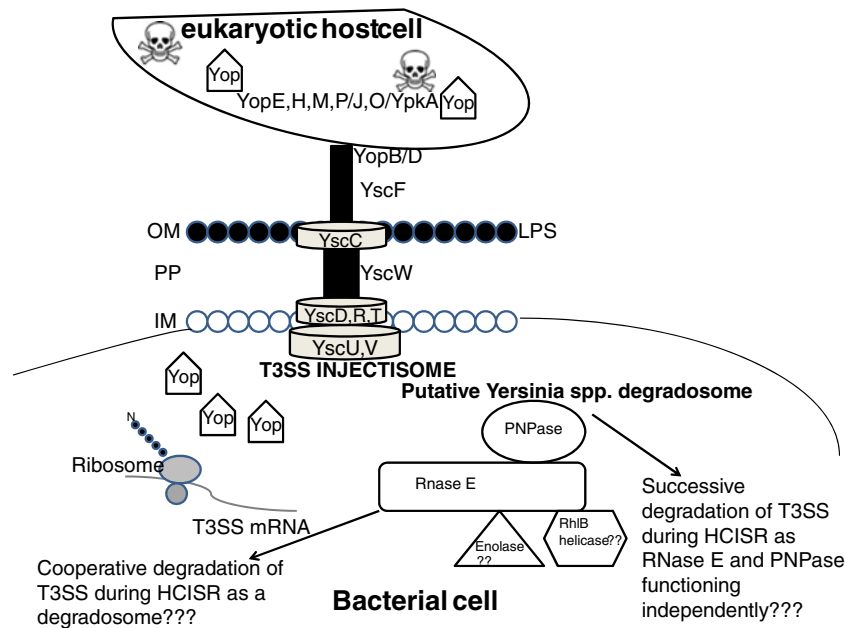 eukaryotic hostcell
Yop
YopE,H,M,P/J,O/YpkA
Yop
YopB/D
YscF
OM
LPS
YscC
PP
YscW
IM
YscD,R,T
YscU,V
T3SS INJECTISOME
Yop
Putative Yersinia spp. degradosome
Yop
Yop
N
PNPase
Ribosome
Rnase E
T3SS mRNA
Enolase
??
RhlB
helicase??
Successive
degradation of T3SS
during HCISR as
RNase E and PNPase
functioning
independently???
Cooperative degradation of
T3SS during HCISR as a
degradosome???
Bacterial cell